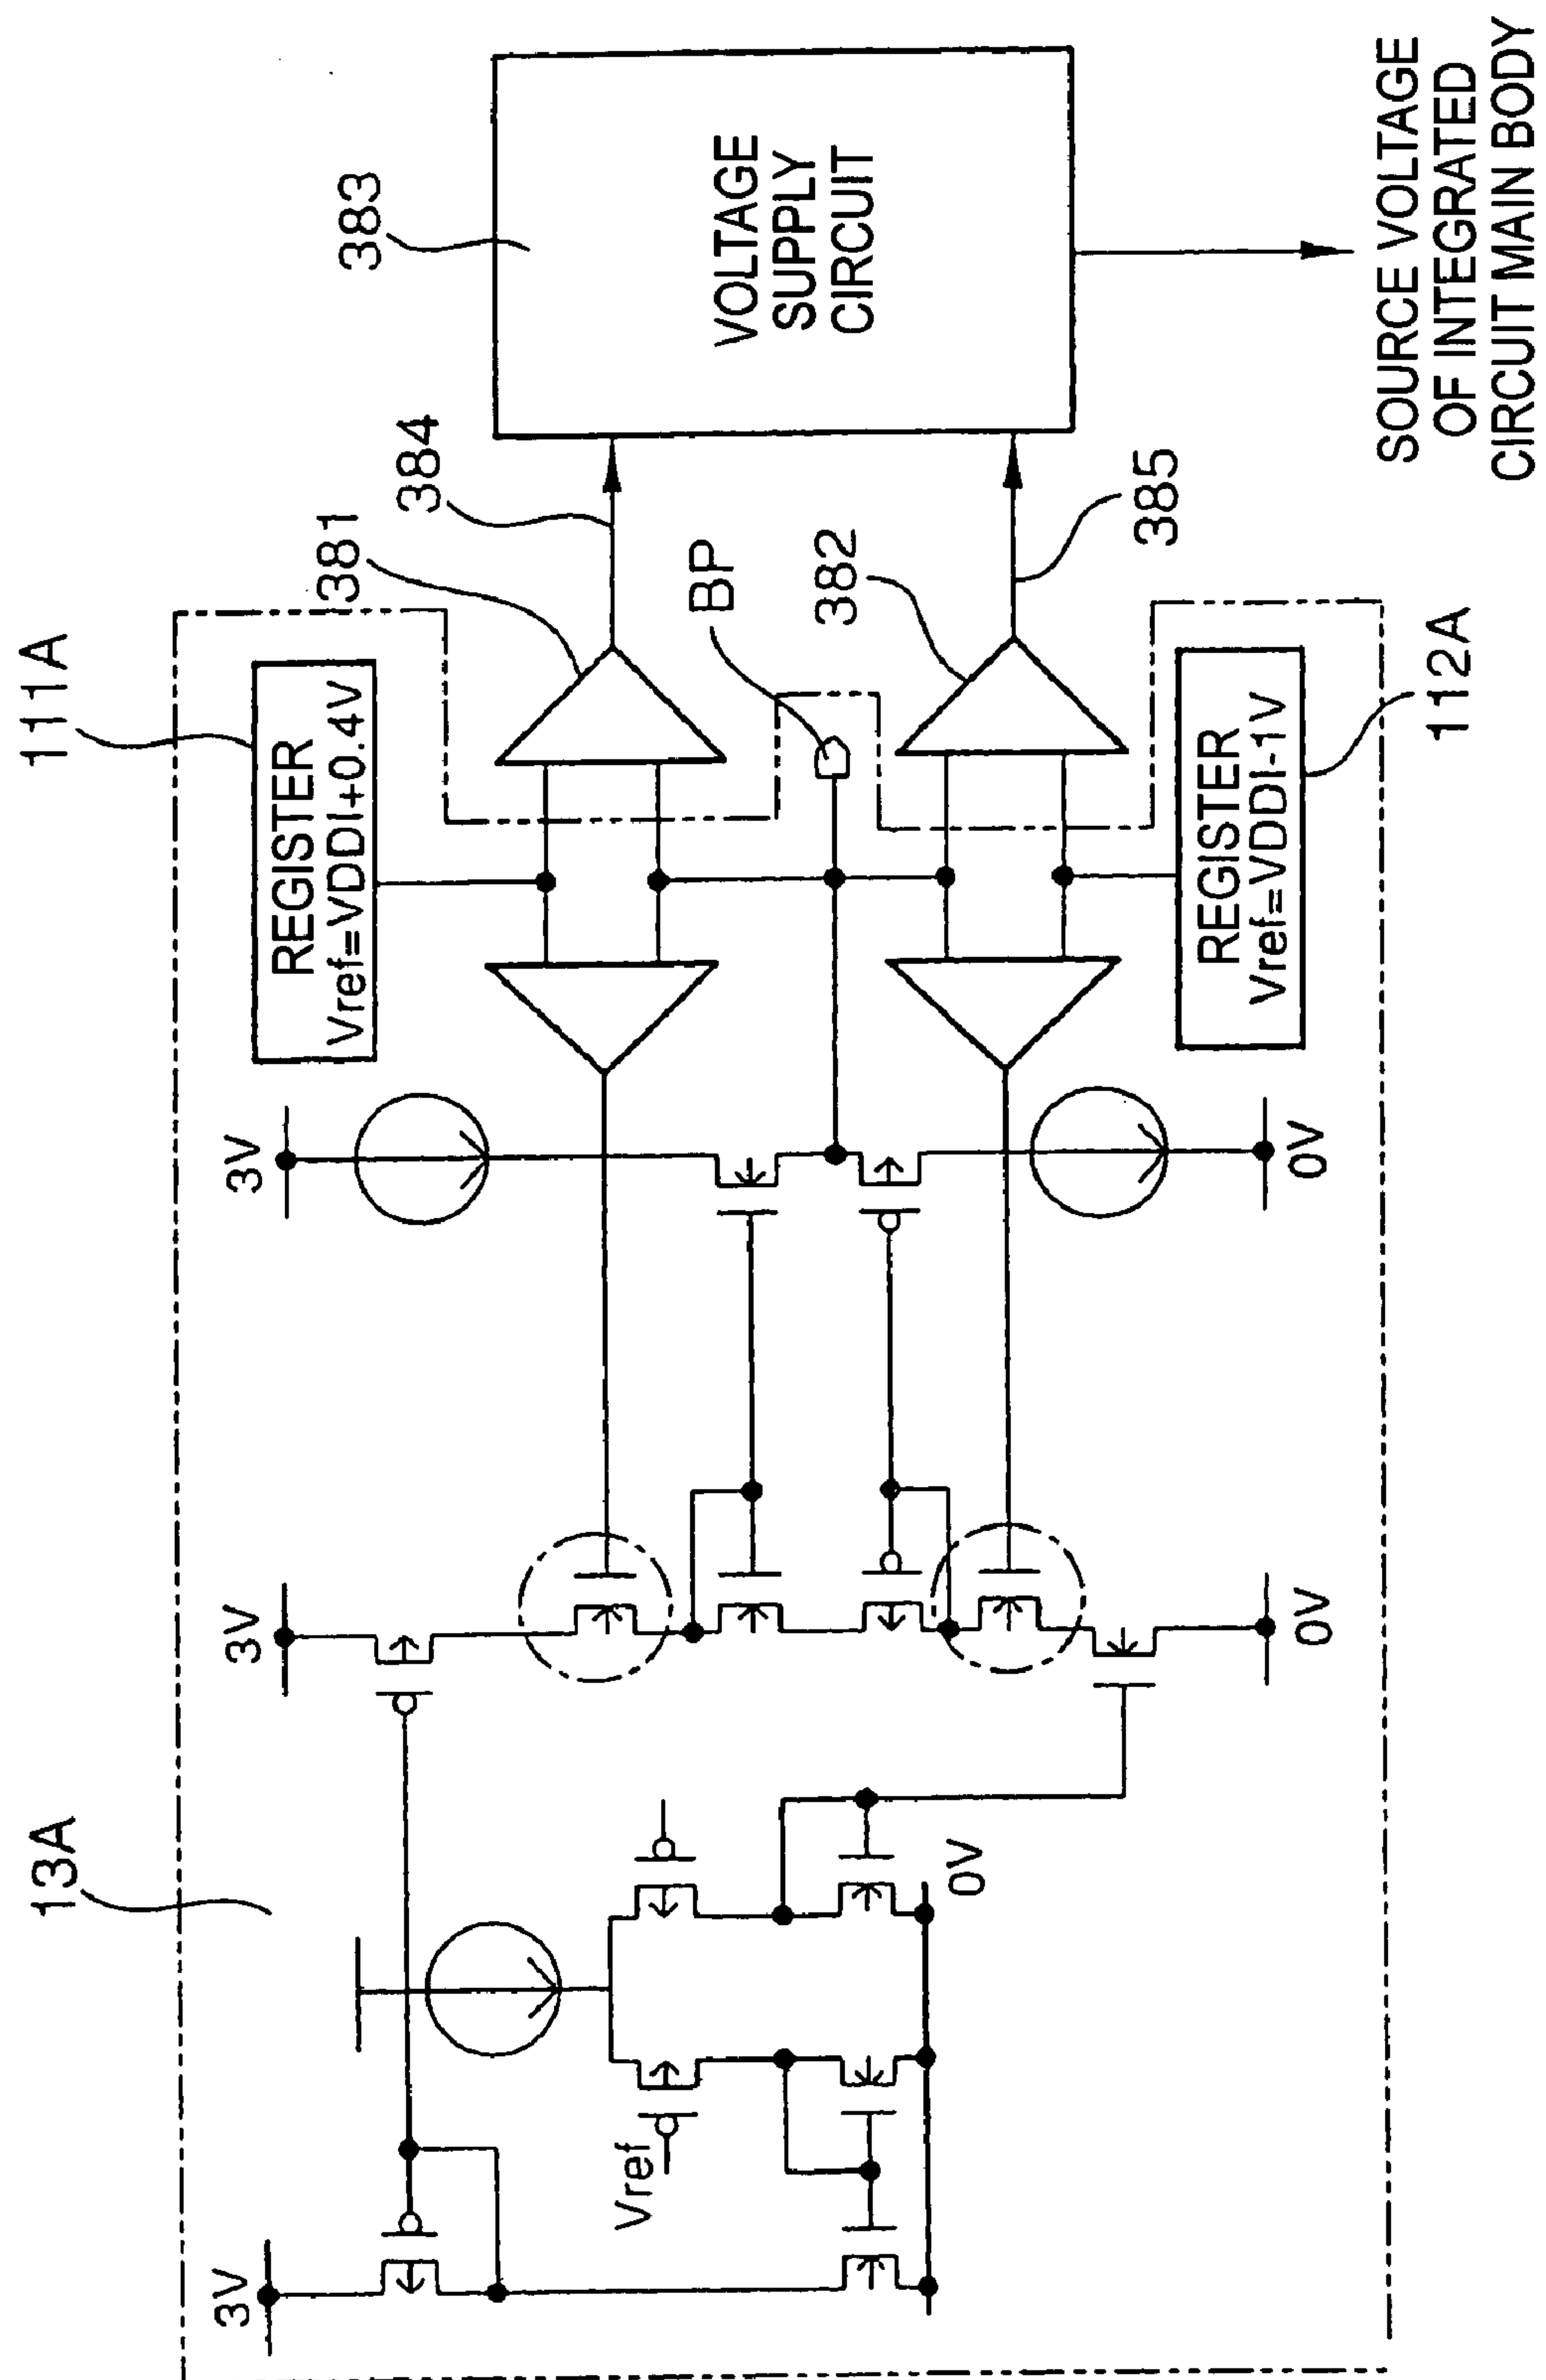 13A
111A
REGISTER
Vref=VDDI+0.4V
381
384
383
VOLTAGE
SUPPLY
CIRCUIT
BP
382
385
REGISTER
Vref=VDDI-1V
112A
SOURCE VOLTAGE
OF INTEGRATED
CIRCUIT MAIN BODY
3V
3V
3V
Vref
0V
0V
0V